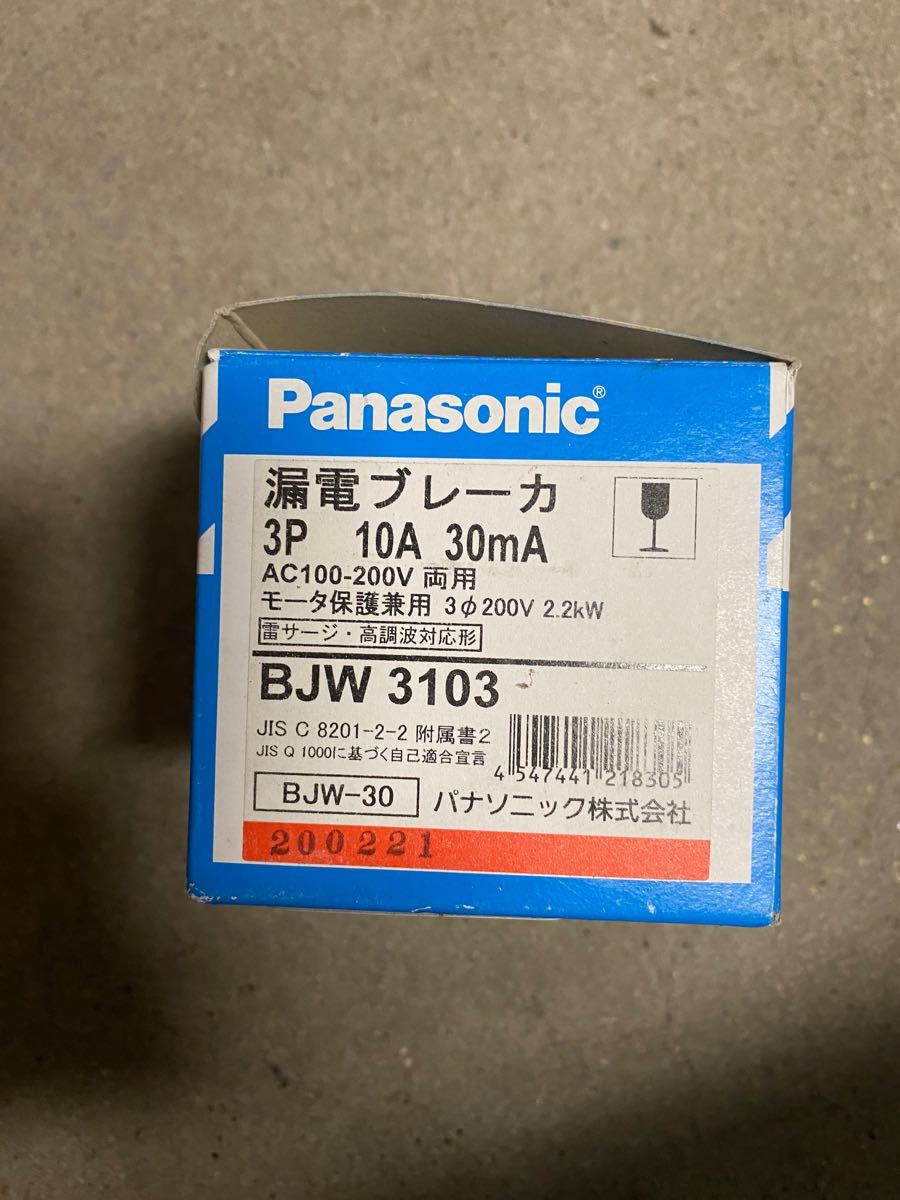 Panasonic®
漏電ブレーカ
3P 10A 30mA
AC100-200V 両用
モータ保護兼用 3φ200V 2.2kW
雷サージ・高調波対応形
BJW 3103
JIS C 8201-2-2 附属書2
JIS Q 1000に基づく自己適合宣言
4 547441 218305
BJW-30 パナソニック株式会社
200221